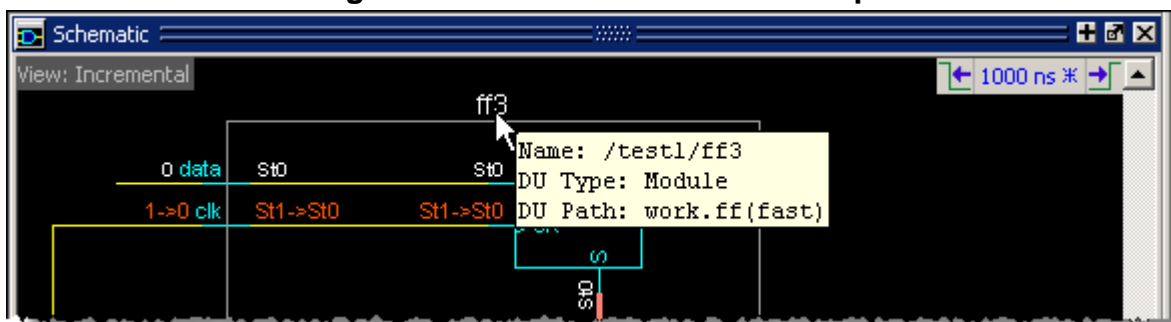 Schematic
View: Incremental
1000 ns
ff3
Name: /test1/ff3
DU Type: Module
DU Path: work.ff(fast)
0 data St0 St0
1->0 clk St1->St0 St1->St0
S
St0